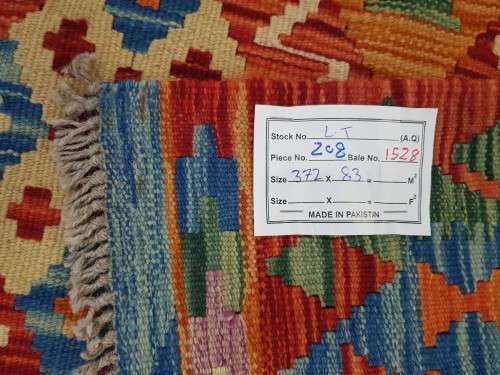 Stock No. L-T (A.Q)
Piece No. 208 Bale No. 1528
Size 372 X 83 = M²
Size X = F²
MADE IN PAKISTAN